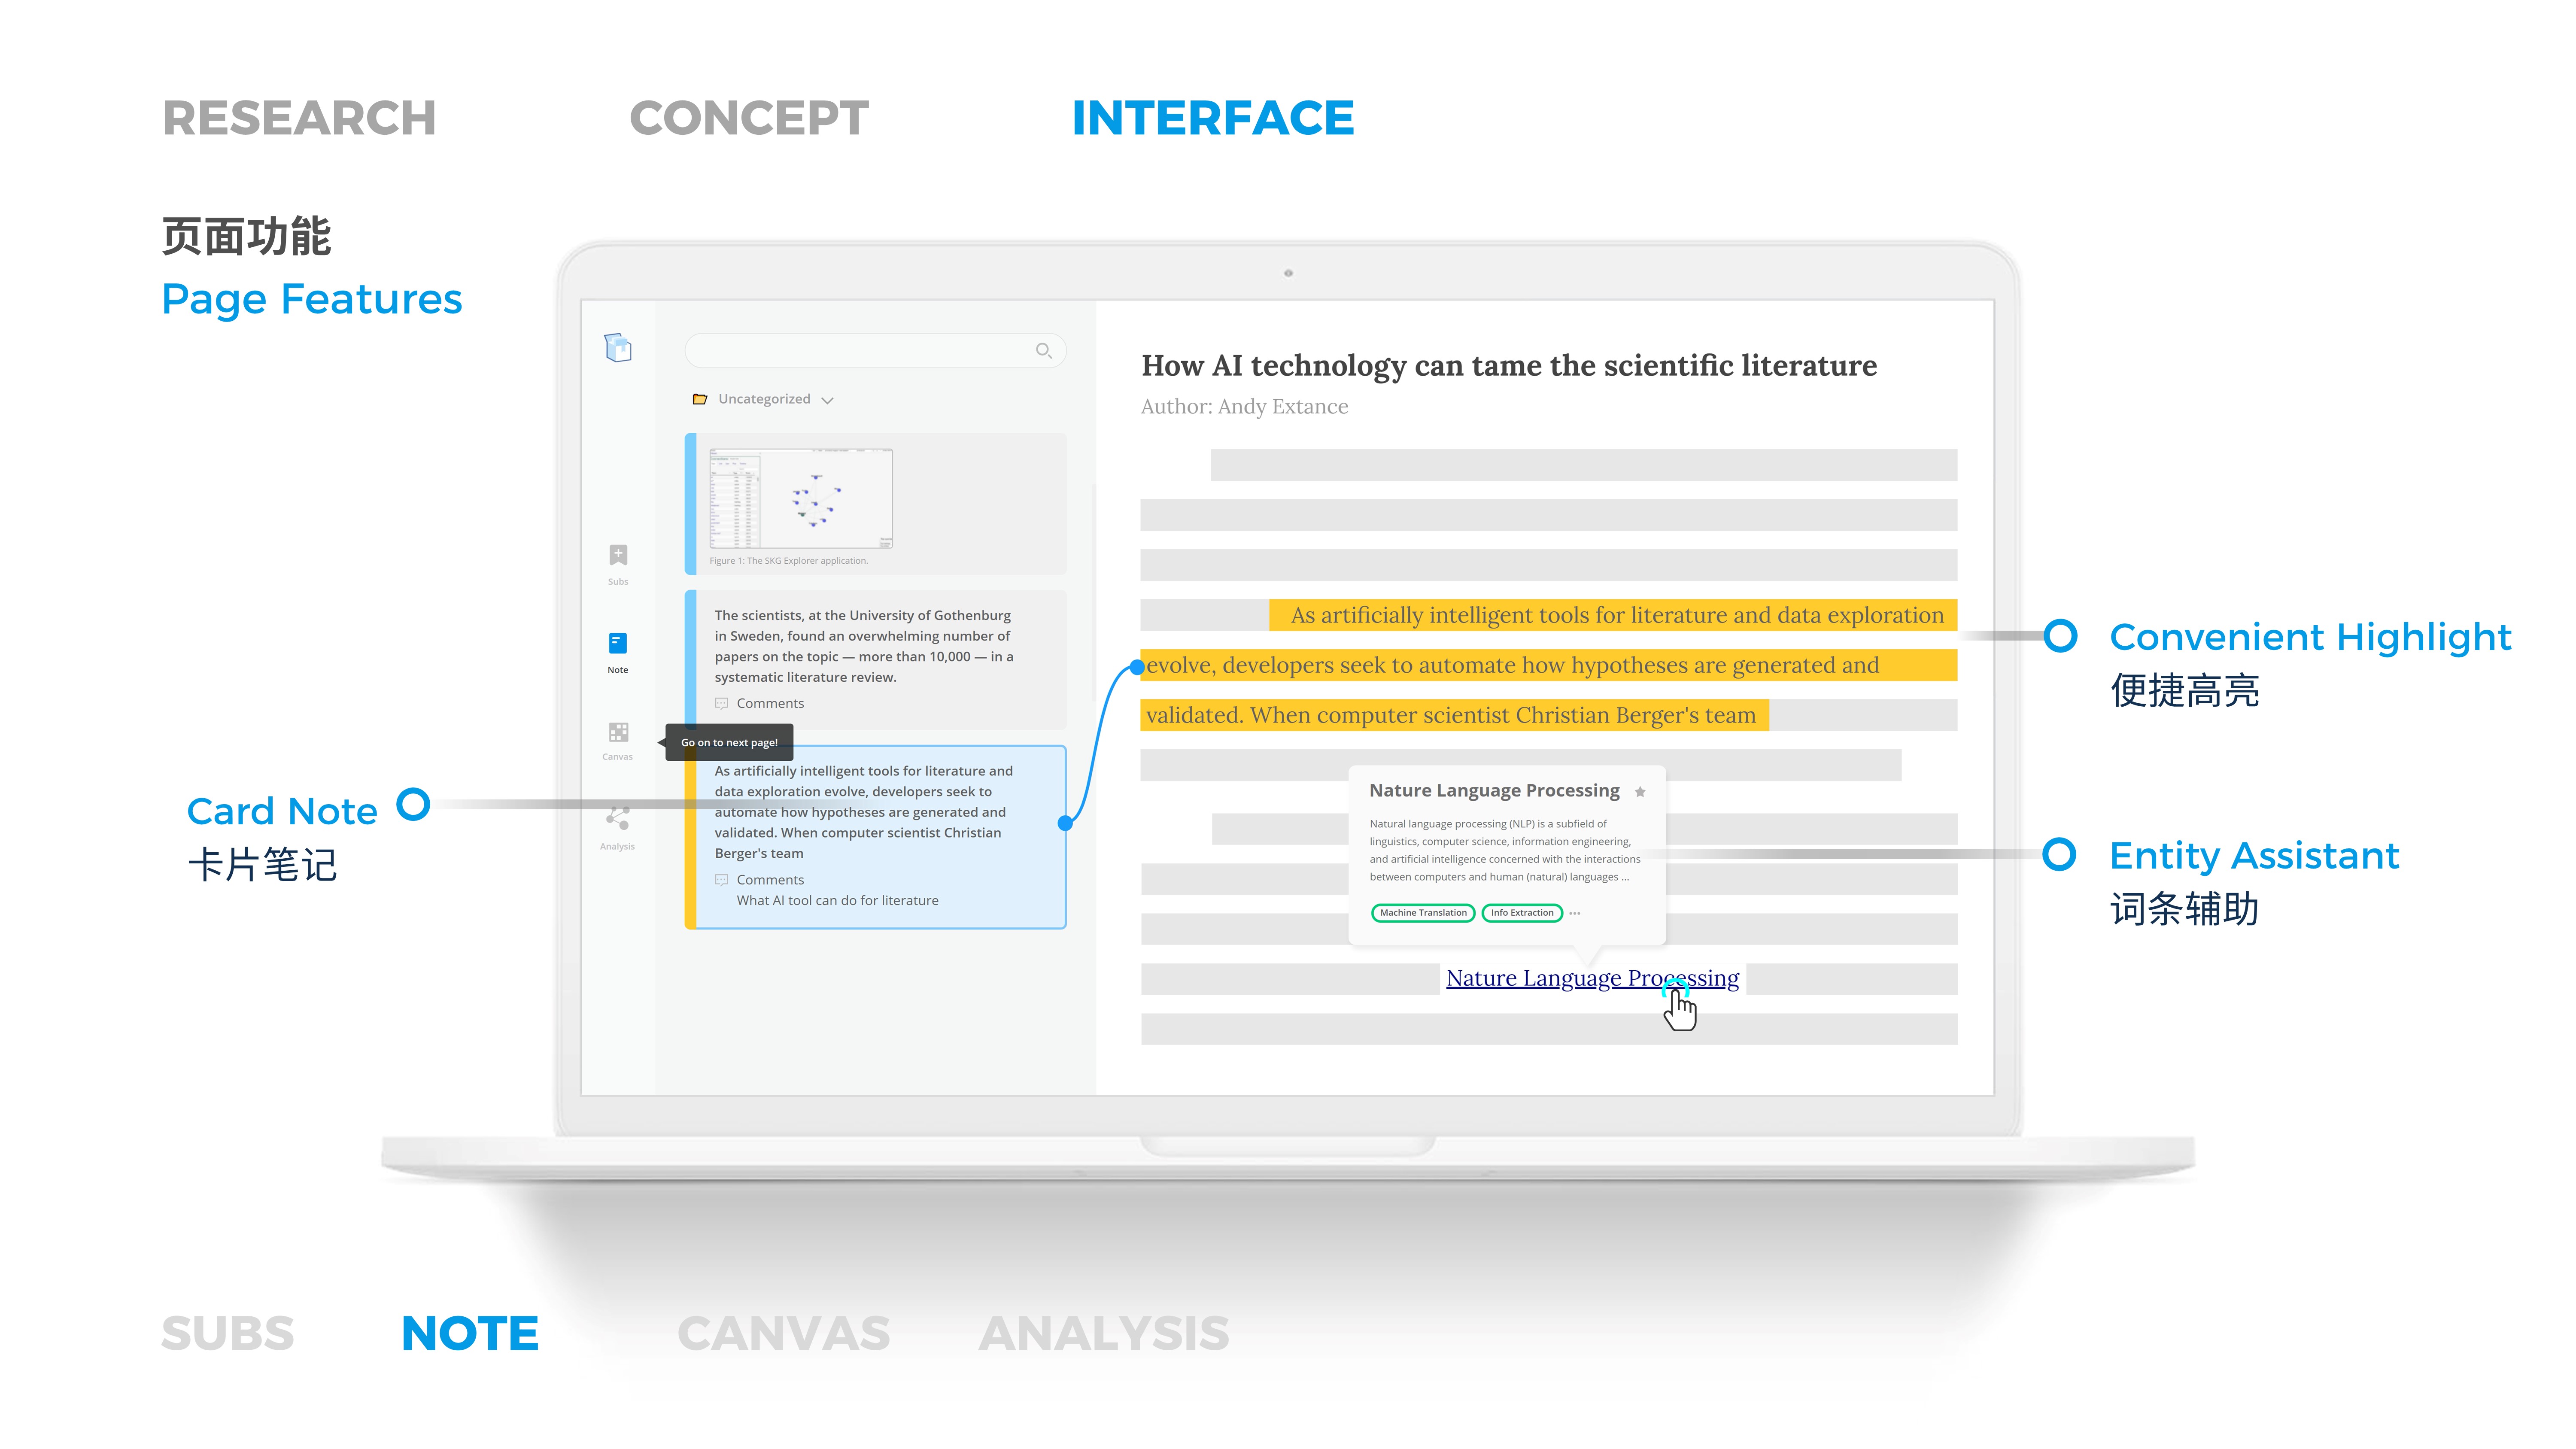 RESEARCH
CONCEPT
INTERFACE
页面功能
Page Features
Uncategorized
Figure 1: The SKG Explorer application.
The scientists, at the University of Gothenburg
in Sweden, found an overwhelming number of
papers on the topic — more than 10,000 — in a
systematic literature review.
Comments
Subs
Note
Canvas
Analysis
Go on to next page!
As artificially intelligent tools for literature and
data exploration evolve, developers seek to
automate how hypotheses are generated and
validated. When computer scientist Christian
Berger's team
Comments
What AI tool can do for literature
Card Note
卡片笔记
How AI technology can tame the scientific literature
Author: Andy Extance
As artificially intelligent tools for literature and data exploration
evolve, developers seek to automate how hypotheses are generated and
validated. When computer scientist Christian Berger's team
Nature Language Processing
Natural language processing (NLP) is a subfield of
linguistics, computer science, information engineering,
and artificial intelligence concerned with the interactions
between computers and human (natural) languages ...
Machine Translation
Info Extraction
Nature Language Processing
Convenient Highlight
便捷高亮
Entity Assistant
词条辅助
SUBS
NOTE
CANVAS
ANALYSIS